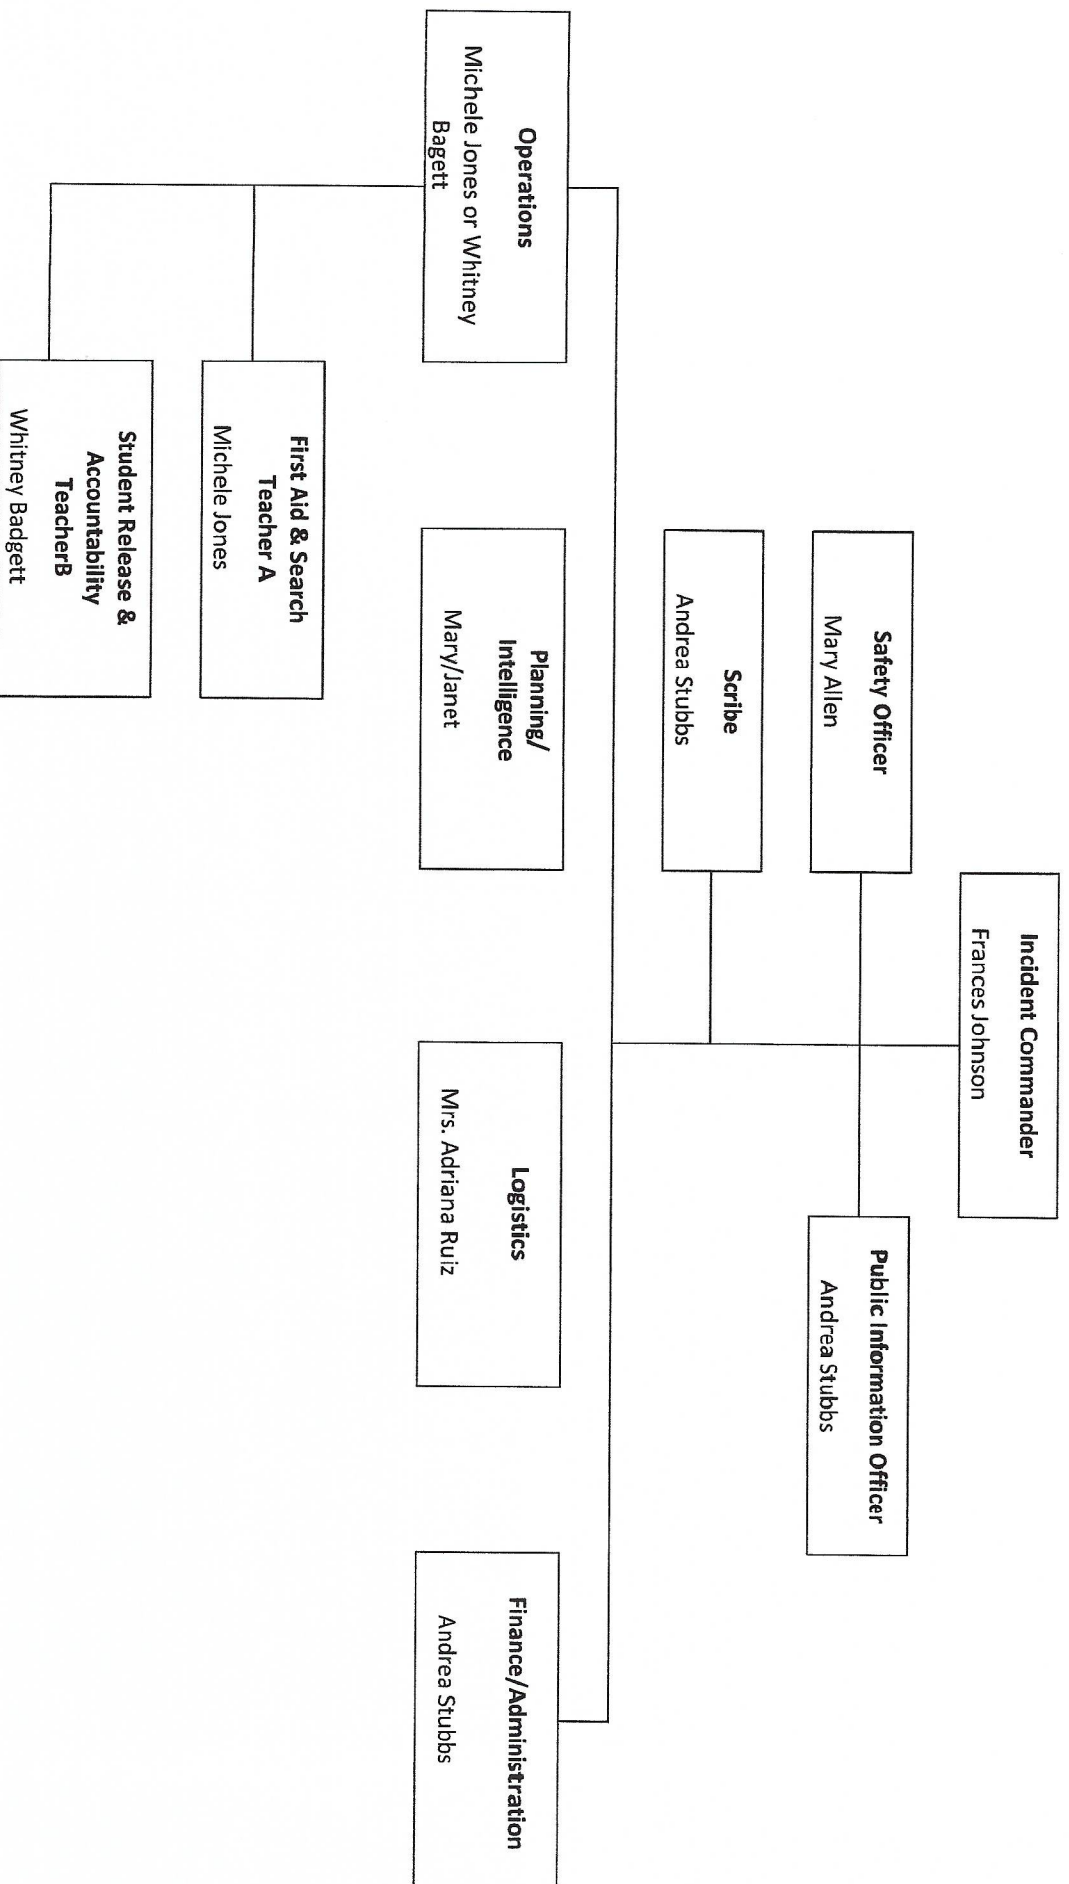 Incident Commander
Frances Johnson
Safety Officer
Mary Allen
Public Information Officer
Andrea Stubbs
Scribe
Andrea Stubbs
Operations
Michele Jones or Whitney
Bagett
Planning/
Intelligence
Mary/Janet
Logistics
Mrs. Adriana Ruiz
Finance/Administration
Andrea Stubbs
First Aid & Search
Teacher A
Michele Jones
Student Release &
Accountability
TeacherB
Whitney Badgett